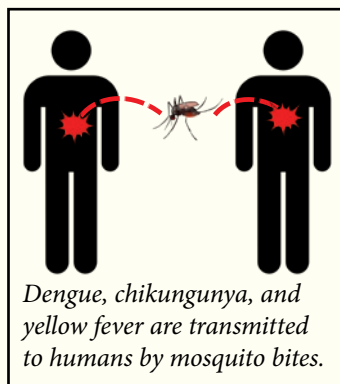 Dengue, chikungunya, and
yellow fever are transmitted
to humans by mosquito bites.